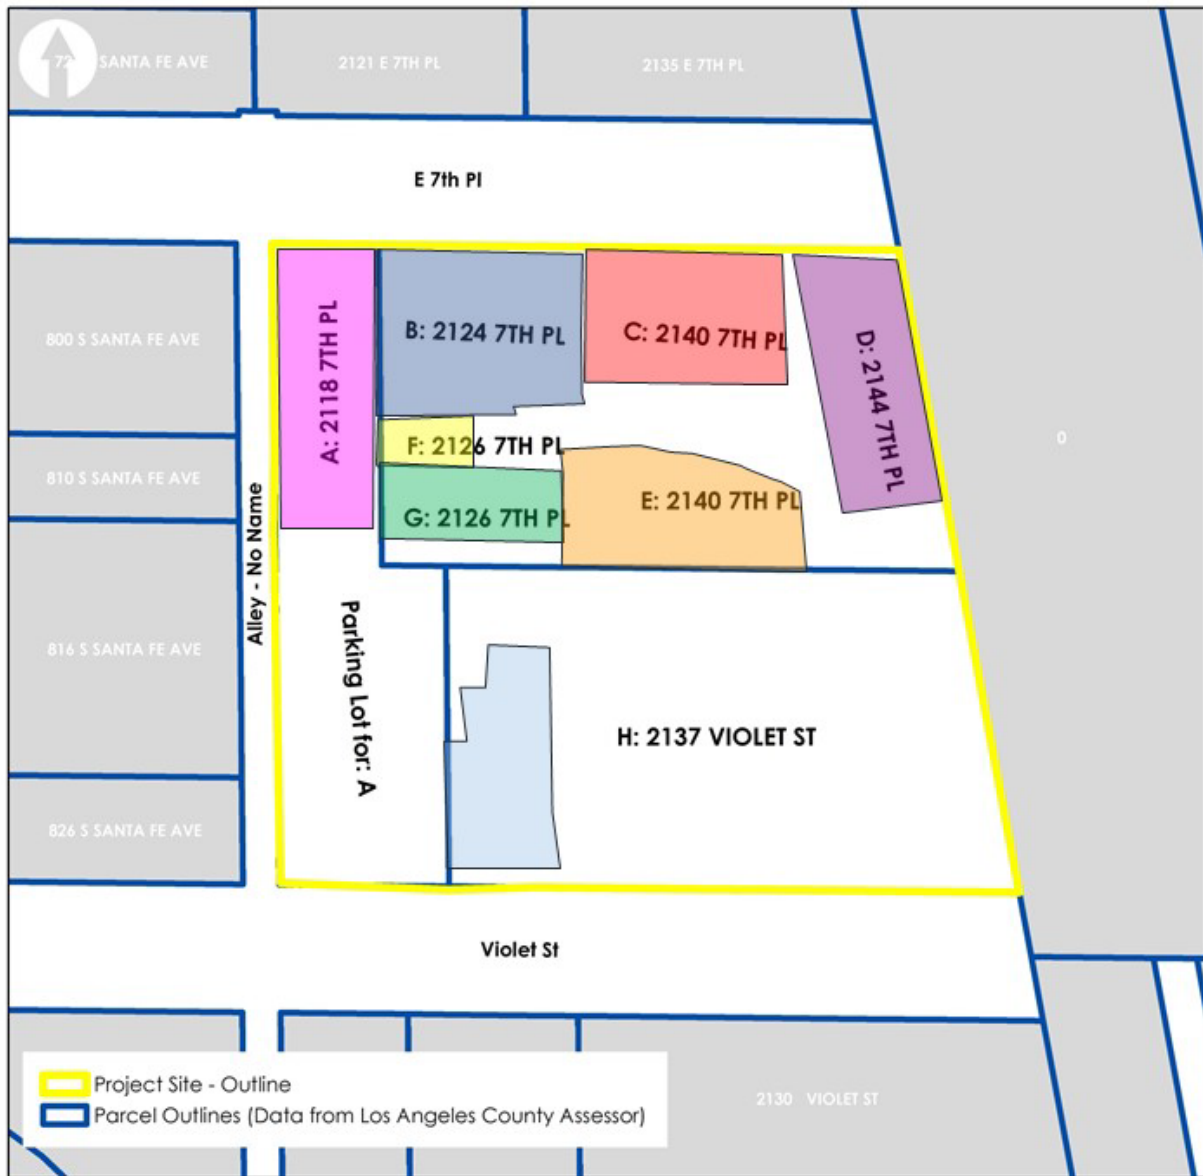 SANTA FE AVE
2121 E 7TH PL
2135 E 7TH PL
E 7th Pl
800 S SANTA FE AVE
A: 2118 7TH PL
B: 2124 7TH PL
C: 2140 7TH PL
D: 2144 7TH PL
0
F: 2126 7TH PL
810 S SANTA FE AVE
G: 2126 7TH PL
E: 2140 7TH PL
Alley - No Name
816 S SANTA FE AVE
Parking Lot for: A
H: 2137 VIOLET ST
826 S SANTA FE AVE
Violet St
Project Site - Outline
Parcel Outlines (Data from Los Angeles County Assessor)
2130 VIOLET ST